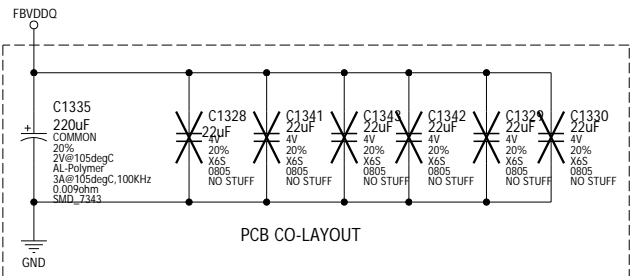 FBVDDQ
C1335
220uF
COMMON
20%
2V@105degC
AL-Polymer
3A@105degC,100KHz
0.009ohm
SMD_7343
C1328
22uF
4V
20%
X6S
0805
NO STUFF
C1341
22uF
4V
20%
X6S
0805
NO STUFF
C1343
22uF
4V
20%
X6S
0805
NO STUFF
C1342
22uF
4V
20%
X6S
0805
NO STUFF
C1329
22uF
4V
20%
X6S
0805
NO STUFF
C1330
22uF
4V
20%
X6S
0805
NO STUFF
PCB CO-LAYOUT
GND